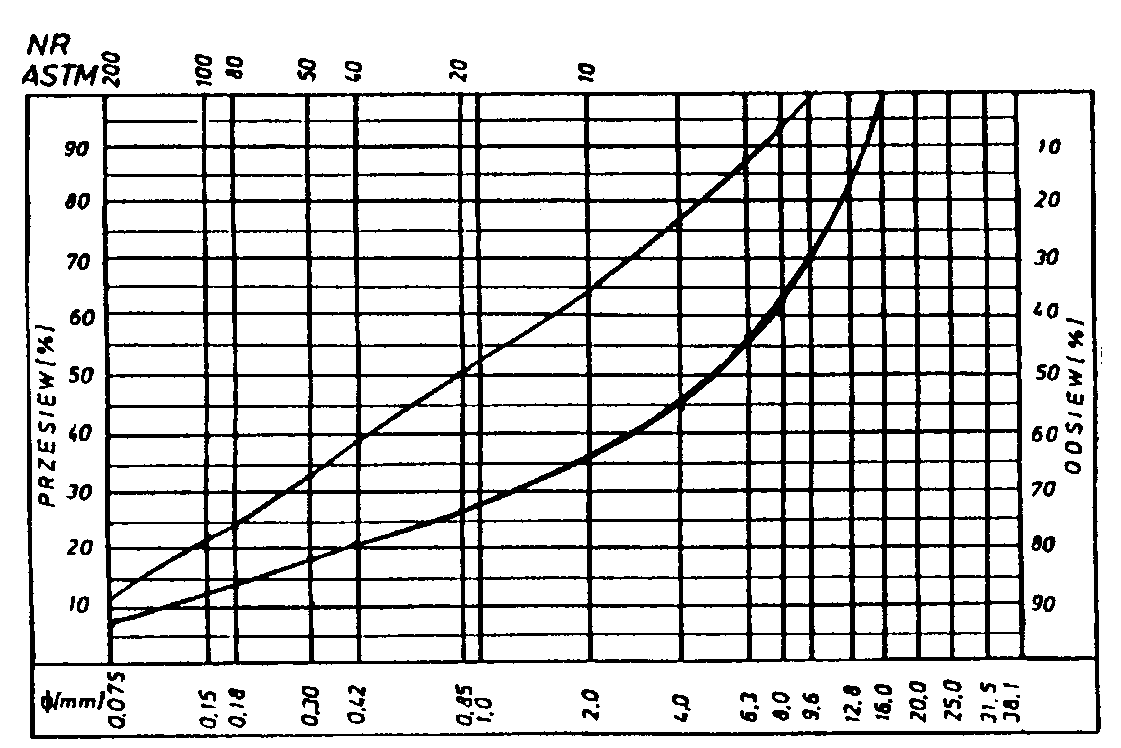 NR
ASTM 200 100 80 50 40 20 10
90 10
80 20
70 30
60 40
50 50
40 60
30 70
20 80
10 90
PRZESIEW [%]
ODSIEW [%]
ϕ[mm] 0,075 0,15 0,18 0,30 0,42 0,85 1,0 2.0 4,0 6,3 8,0 9,6 12,8 16,0 20,0 25,0 31,5 38,1